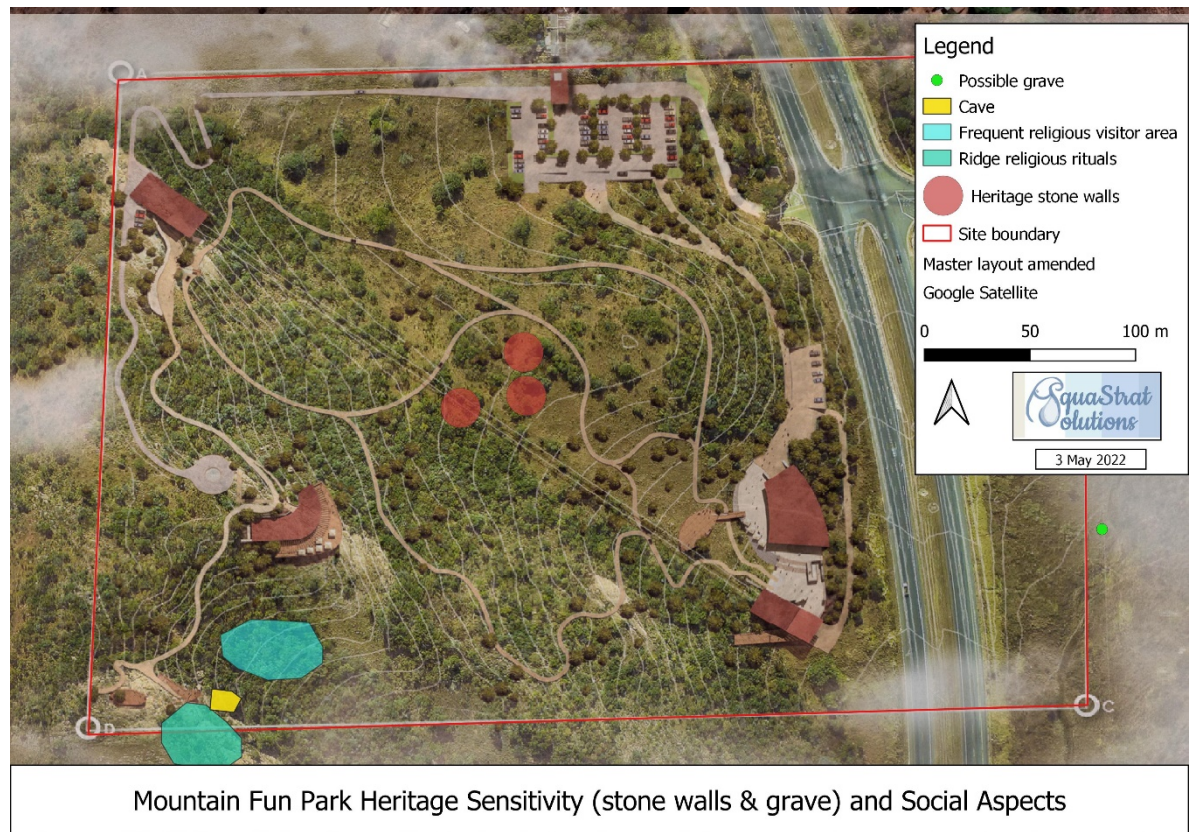 A
Legend
Possible grave
Cave
Frequent religious visitor area
Ridge religious rituals
Heritage stone walls
Site boundary
Master layout amended
Google Satellite
0 50 100 m
AquaStrat
Solutions
3 May 2022
D
C
Mountain Fun Park Heritage Sensitivity (stone walls & grave) and Social Aspects